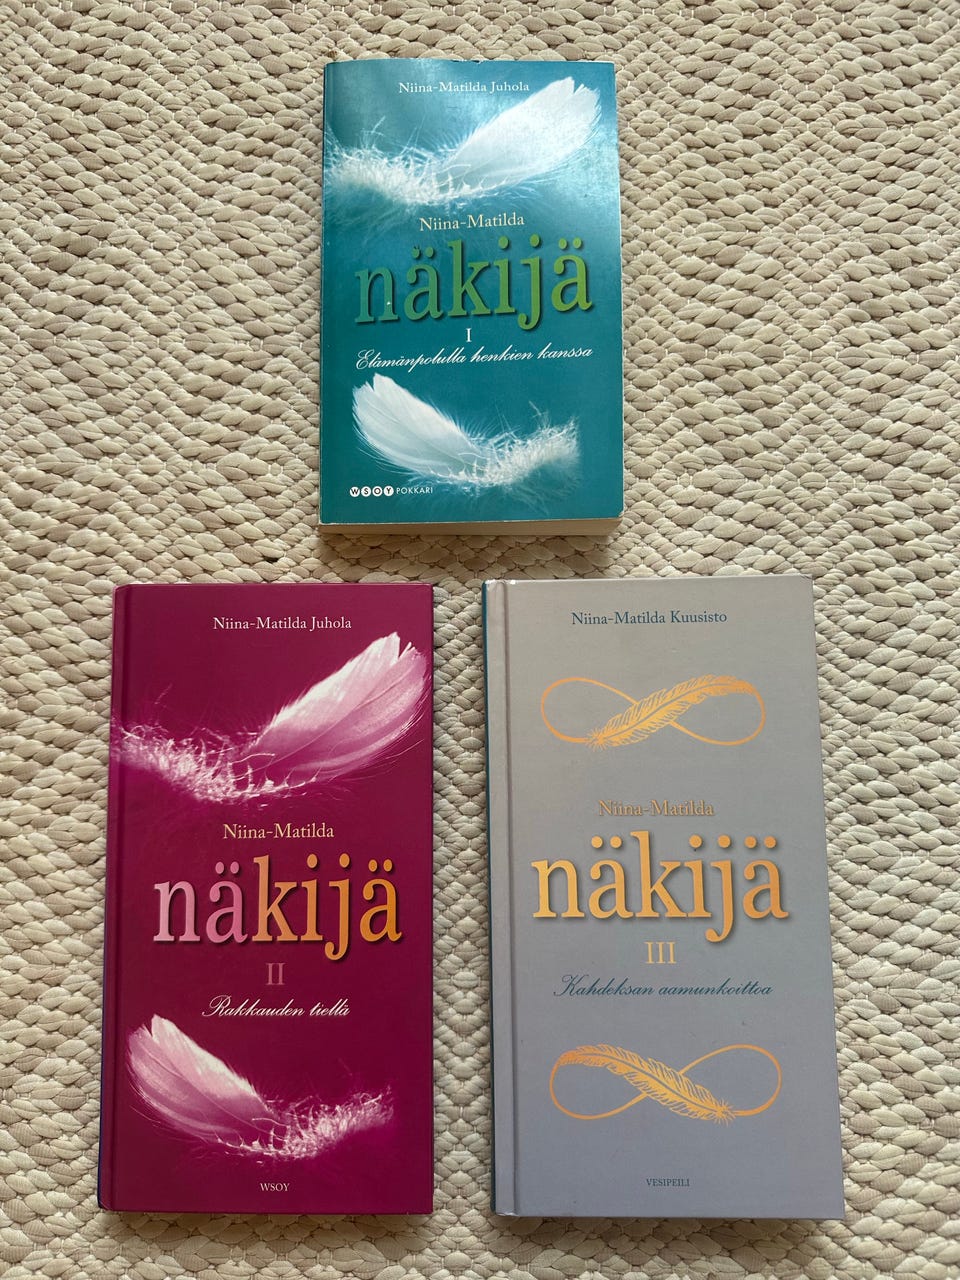 Niina-Matilda Juhola
Niina-Matilda
näkijä
I
Elämänpolulla henkien kanssa
WSOY POKKARI
Niina-Matilda Juhola
Niina-Matilda
näkijä
II
Rakkauden tieltä
WSOY
Niina-Matilda Kuusisto
Niina-Matilda
näkijä
III
Kahdeksan aamunkoittoa
VESIPEILI